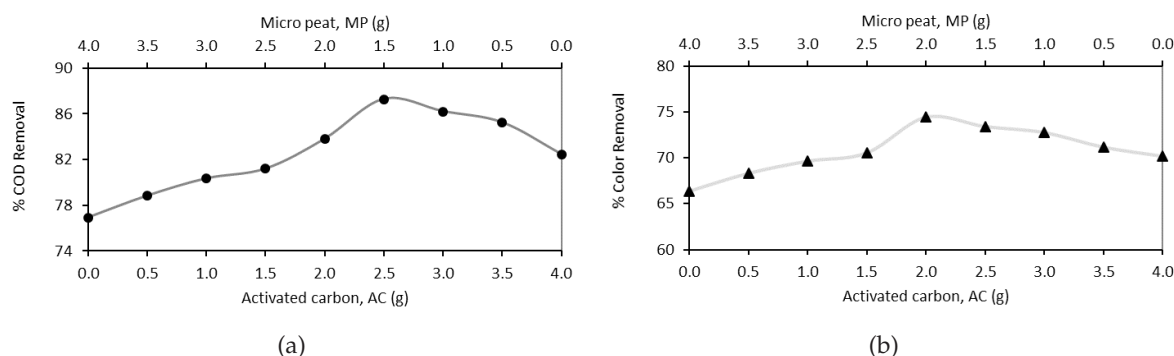 Micro peat, MP (g)
4.0 3.5 3.0 2.5 2.0 1.5 1.0 0.5 0.0
90
86
82
78
74
% COD Removal
0.0 0.5 1.0 1.5 2.0 2.5 3.0 3.5 4.0
Activated carbon, AC (g)
(a)
Micro peat, MP (g)
4.0 3.5 3.0 2.5 2.0 1.5 1.0 0.5 0.0
80
75
70
65
60
% Color Removal
0.0 0.5 1.0 1.5 2.0 2.5 3.0 3.5 4.0
Activated carbon, AC (g)
(b)